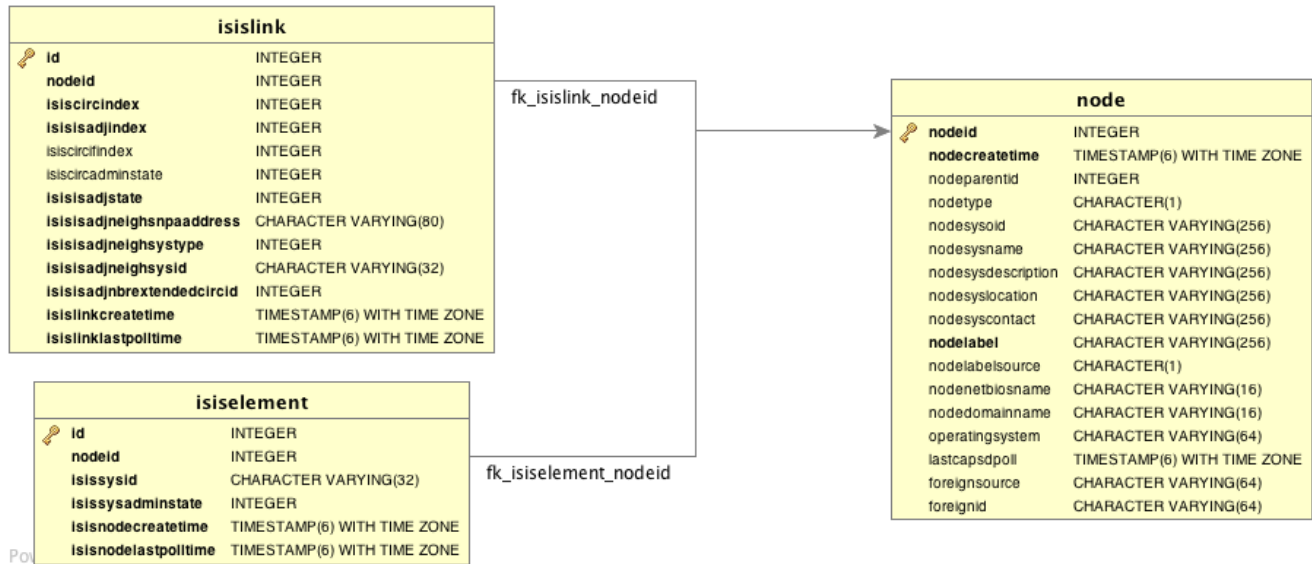 isislink
id INTEGER
nodeid INTEGER
isiscircindex INTEGER
isisisadjindex INTEGER
isiscircifindex INTEGER
isiscircadminstate INTEGER
isisisadjstate INTEGER
isisisadjneighsnpaaddress CHARACTER VARYING(80)
isisisadjneighsystype INTEGER
isisisadjneighsysid CHARACTER VARYING(32)
isisisadjnbrextendedcircid INTEGER
isislinkcreatetime TIMESTAMP(6) WITH TIME ZONE
isislinklastpolltime TIMESTAMP(6) WITH TIME ZONE
fk_isislink_nodeid
isiselement
id INTEGER
nodeid INTEGER
isissysid CHARACTER VARYING(32)
isissysadminstate INTEGER
isisnodecreatetime TIMESTAMP(6) WITH TIME ZONE
isisnodelastpolltime TIMESTAMP(6) WITH TIME ZONE
fk_isiselement_nodeid
node
nodeid INTEGER
nodecreatetime TIMESTAMP(6) WITH TIME ZONE
nodeparentid INTEGER
nodetype CHARACTER(1)
nodesysoid CHARACTER VARYING(256)
nodesysname CHARACTER VARYING(256)
nodesysdescription CHARACTER VARYING(256)
nodesyslocation CHARACTER VARYING(256)
nodesyscontact CHARACTER VARYING(256)
nodelabel CHARACTER VARYING(256)
nodelabelsource CHARACTER(1)
nodenetbiosname CHARACTER VARYING(16)
nodedomainname CHARACTER VARYING(16)
operatingsystem CHARACTER VARYING(64)
lastcapsdpoll TIMESTAMP(6) WITH TIME ZONE
foreignsource CHARACTER VARYING(64)
foreignid CHARACTER VARYING(64)